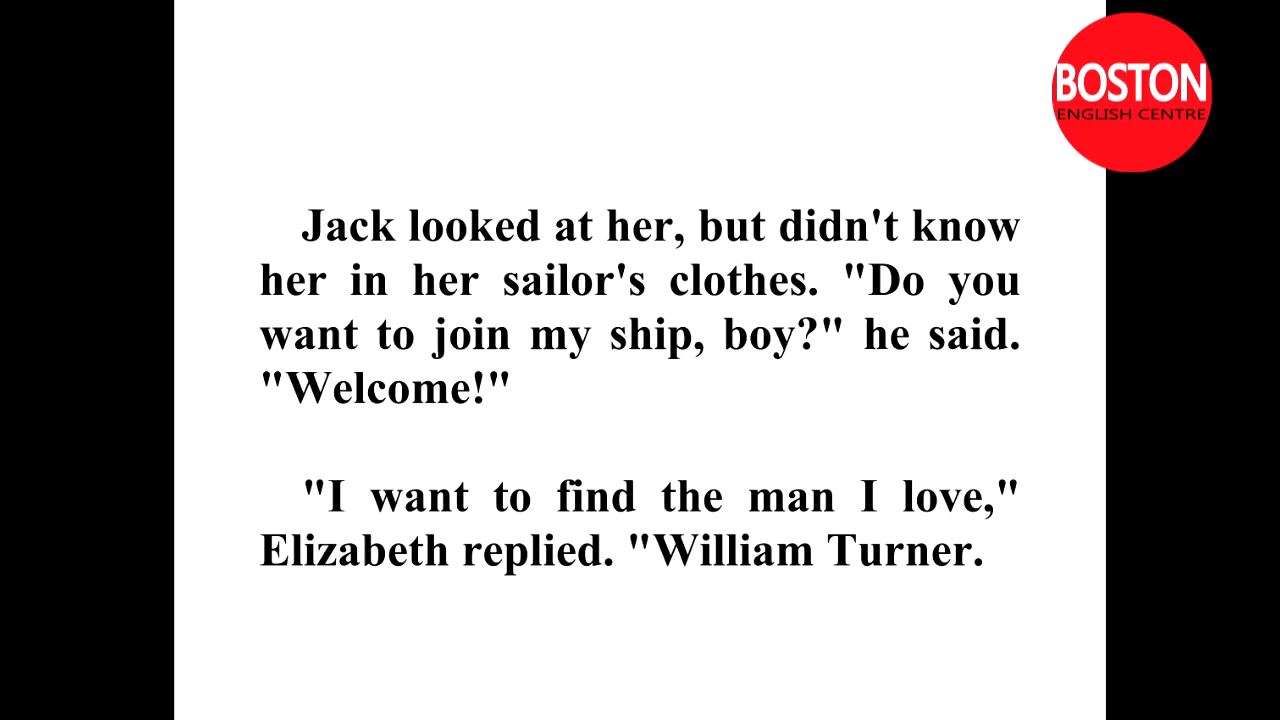 BOSTON
ENGLISH CENTRE
Jack looked at her, but didn't know
her in her sailor's clothes. "Do you
want to join my ship, boy?" he said.
"Welcome!"
"I want to find the man I love,"
Elizabeth replied. "William Turner.